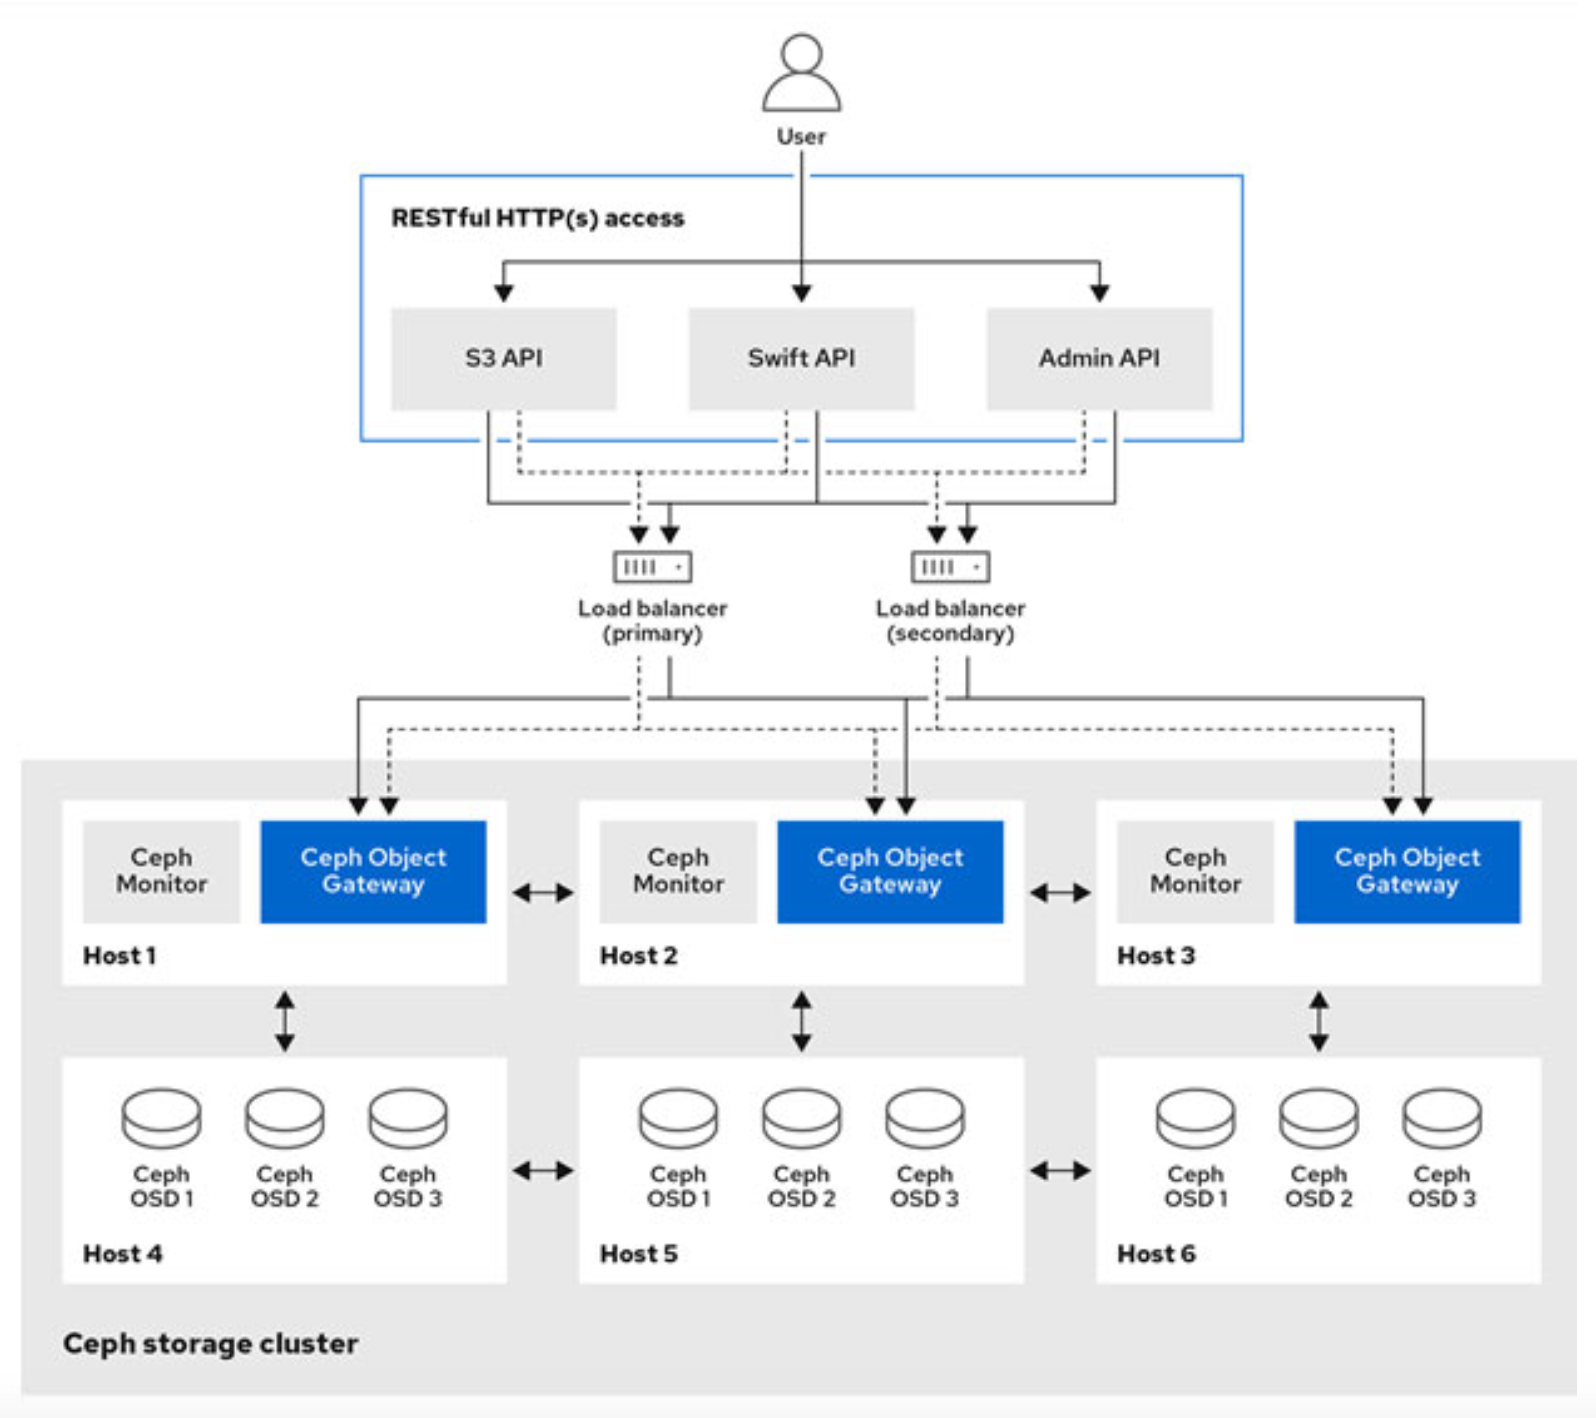 User
RESTful HTTP(s) access
S3 API
Swift API
Admin API
Load balancer
(primary)
Load balancer
(secondary)
Ceph
Monitor
Ceph Object
Gateway
Host 1
Ceph
Monitor
Ceph Object
Gateway
Host 2
Ceph
Monitor
Ceph Object
Gateway
Host 3
Ceph
OSD 1
Ceph
OSD 2
Ceph
OSD 3
Host 4
Ceph
OSD 1
Ceph
OSD 2
Ceph
OSD 3
Host 5
Ceph
OSD 1
Ceph
OSD 2
Ceph
OSD 3
Host 6
Ceph storage cluster